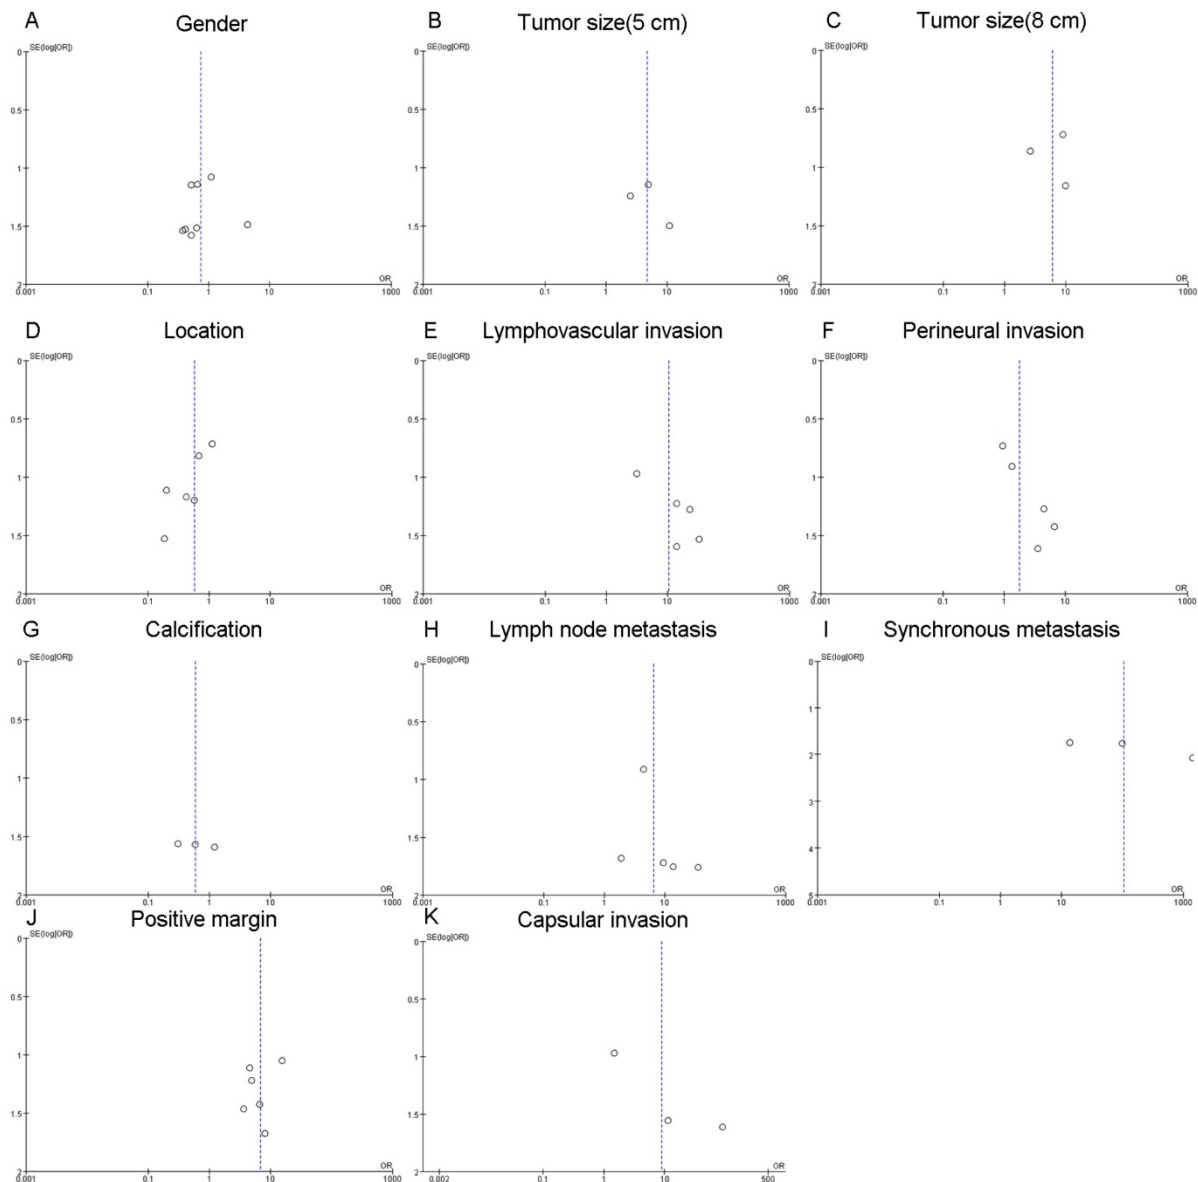 A Gender
SE(log[OR])
0
0.5
1
1.5
2
OR
0.001 0.1 1 10 1000
B Tumor size(5 cm)
SE(log[OR])
0
0.5
1
1.5
2
OR
0.001 0.1 1 10 1000
C Tumor size(8 cm)
SE(log[OR])
0
0.5
1
1.5
2
OR
0.001 0.1 1 10 1000
D Location
SE(log[OR])
0
0.5
1
1.5
2
OR
0.001 0.1 1 10 1000
E Lymphovascular invasion
SE(log[OR])
0
0.5
1
1.5
2
OR
0.001 0.1 1 10 1000
F Perineural invasion
SE(log[OR])
0
0.5
1
1.5
2
OR
0.001 0.1 1 10 1000
G Calcification
SE(log[OR])
0
0.5
1
1.5
2
OR
0.001 0.1 1 10 1000
H Lymph node metastasis
SE(log[OR])
0
0.5
1
1.5
2
OR
0.001 0.1 1 10 1000
I Synchronous metastasis
SE(log[OR])
0
1
2
3
4
5
OR
0.001 0.1 1 10 1000
J Positive margin
SE(log[OR])
0
0.5
1
1.5
2
OR
0.001 0.1 1 10 1000
K Capsular invasion
SE(log[OR])
0
0.5
1
1.5
2
OR
0.002 0.1 1 10 500